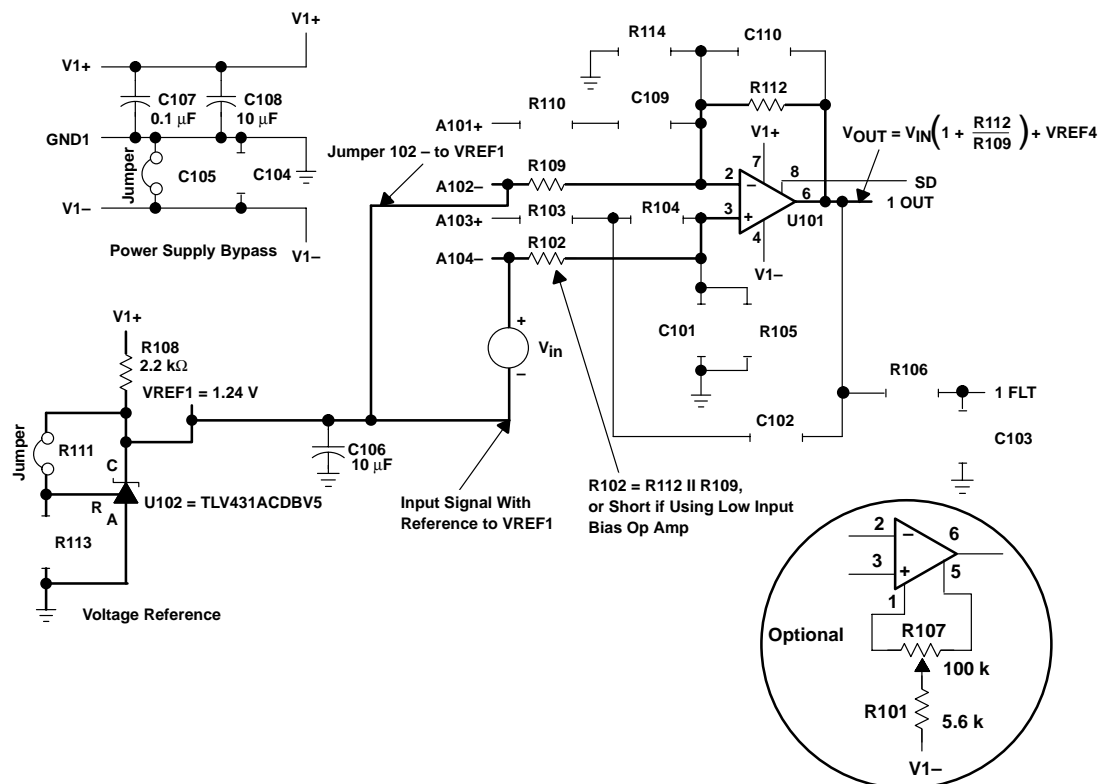 V1+
V1+
C107
0.1 μF
C108
10 μF
GND1
Jumper
C105
C104
V1–
V1–
Power Supply Bypass
R114
C110
R112
R110
C109
A101+
Jumper 102 – to VREF1
R109
A102–
A103+
R103
R104
R102
A104–
V1+
7
2
–
8
3
+
6
U101
4
V1–
SD
1 OUT
VOUT = VIN(1 + R112/R109) + VREF4
C101
R105
+
Vin
–
R106
1 FLT
C102
C103
V1+
R108
2.2 kΩ
VREF1 = 1.24 V
Jumper
R111
C
R
A
U102 = TLV431ACDBV5
R113
C106
10 μF
Voltage Reference
Input Signal With
Reference to VREF1
R102 = R112 II R109,
or Short if Using Low Input
Bias Op Amp
2
–
6
3
+
5
1
Optional
R107
100 k
R101
5.6 k
V1–